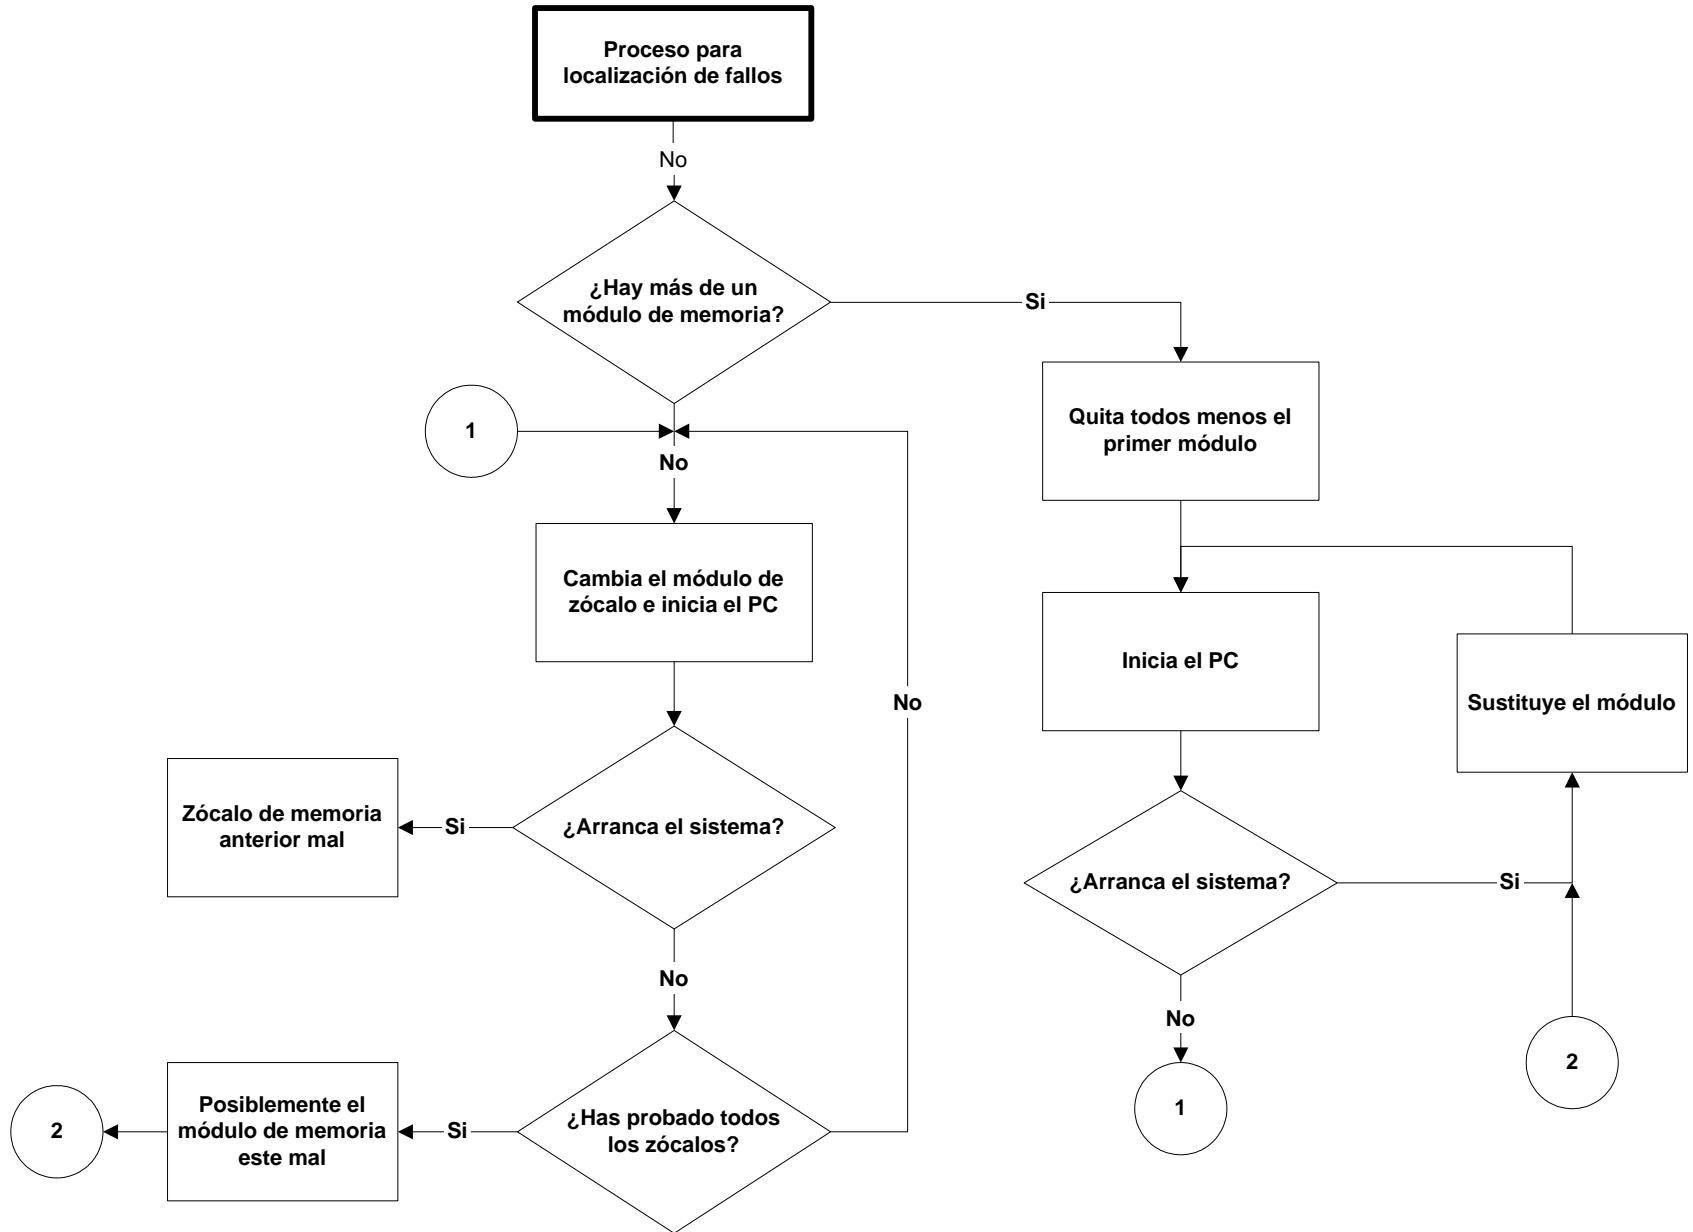 Proceso para
localización de fallos
No
¿Hay más de un
módulo de memoria?
Si
1
No
Quita todos menos el
primer módulo
Cambia el módulo de
zócalo e inicia el PC
Inicia el PC
Sustituye el módulo
No
Zócalo de memoria
anterior mal
Si
¿Arranca el sistema?
¿Arranca el sistema?
Si
No
No
2
1
2
Posiblemente el
módulo de memoria
este mal
Si
¿Has probado todos
los zócalos?